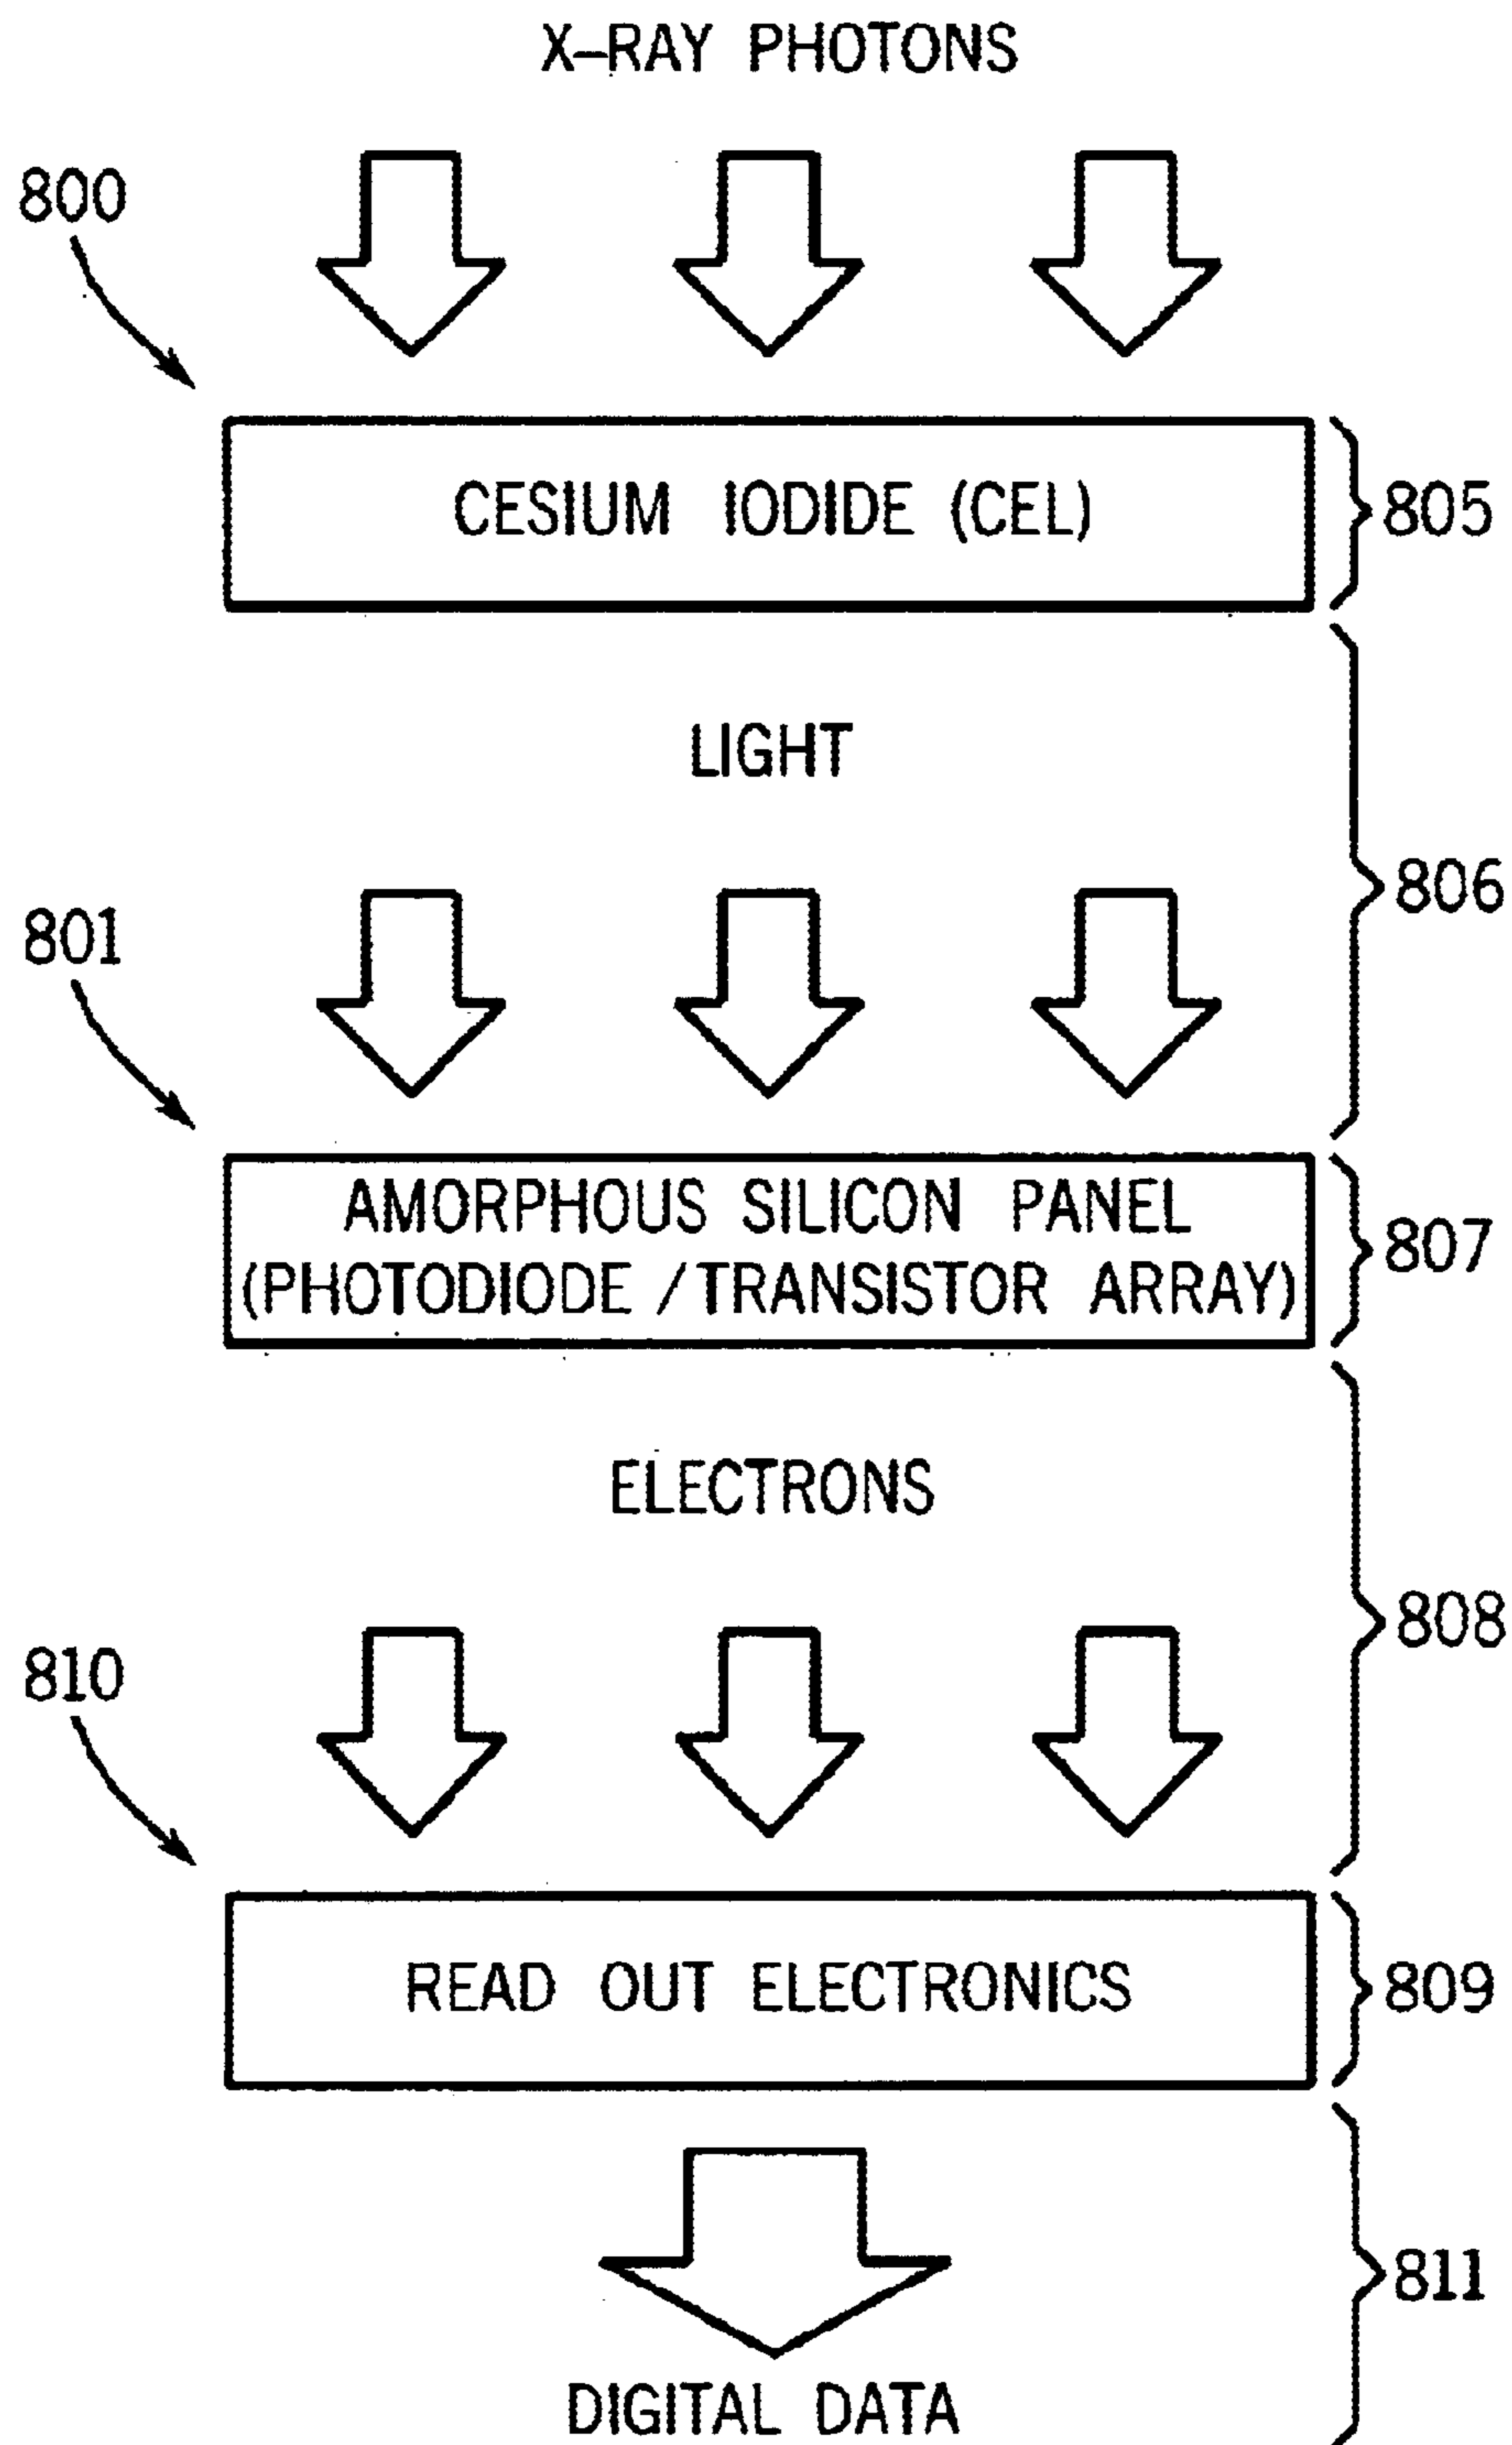 X-RAY PHOTONS
800
CESIUM IODIDE (CEL)
805
LIGHT
806
801
AMORPHOUS SILICON PANEL
(PHOTODIODE / TRANSISTOR ARRAY)
807
ELECTRONS
808
810
READ OUT ELECTRONICS
809
811
DIGITAL DATA